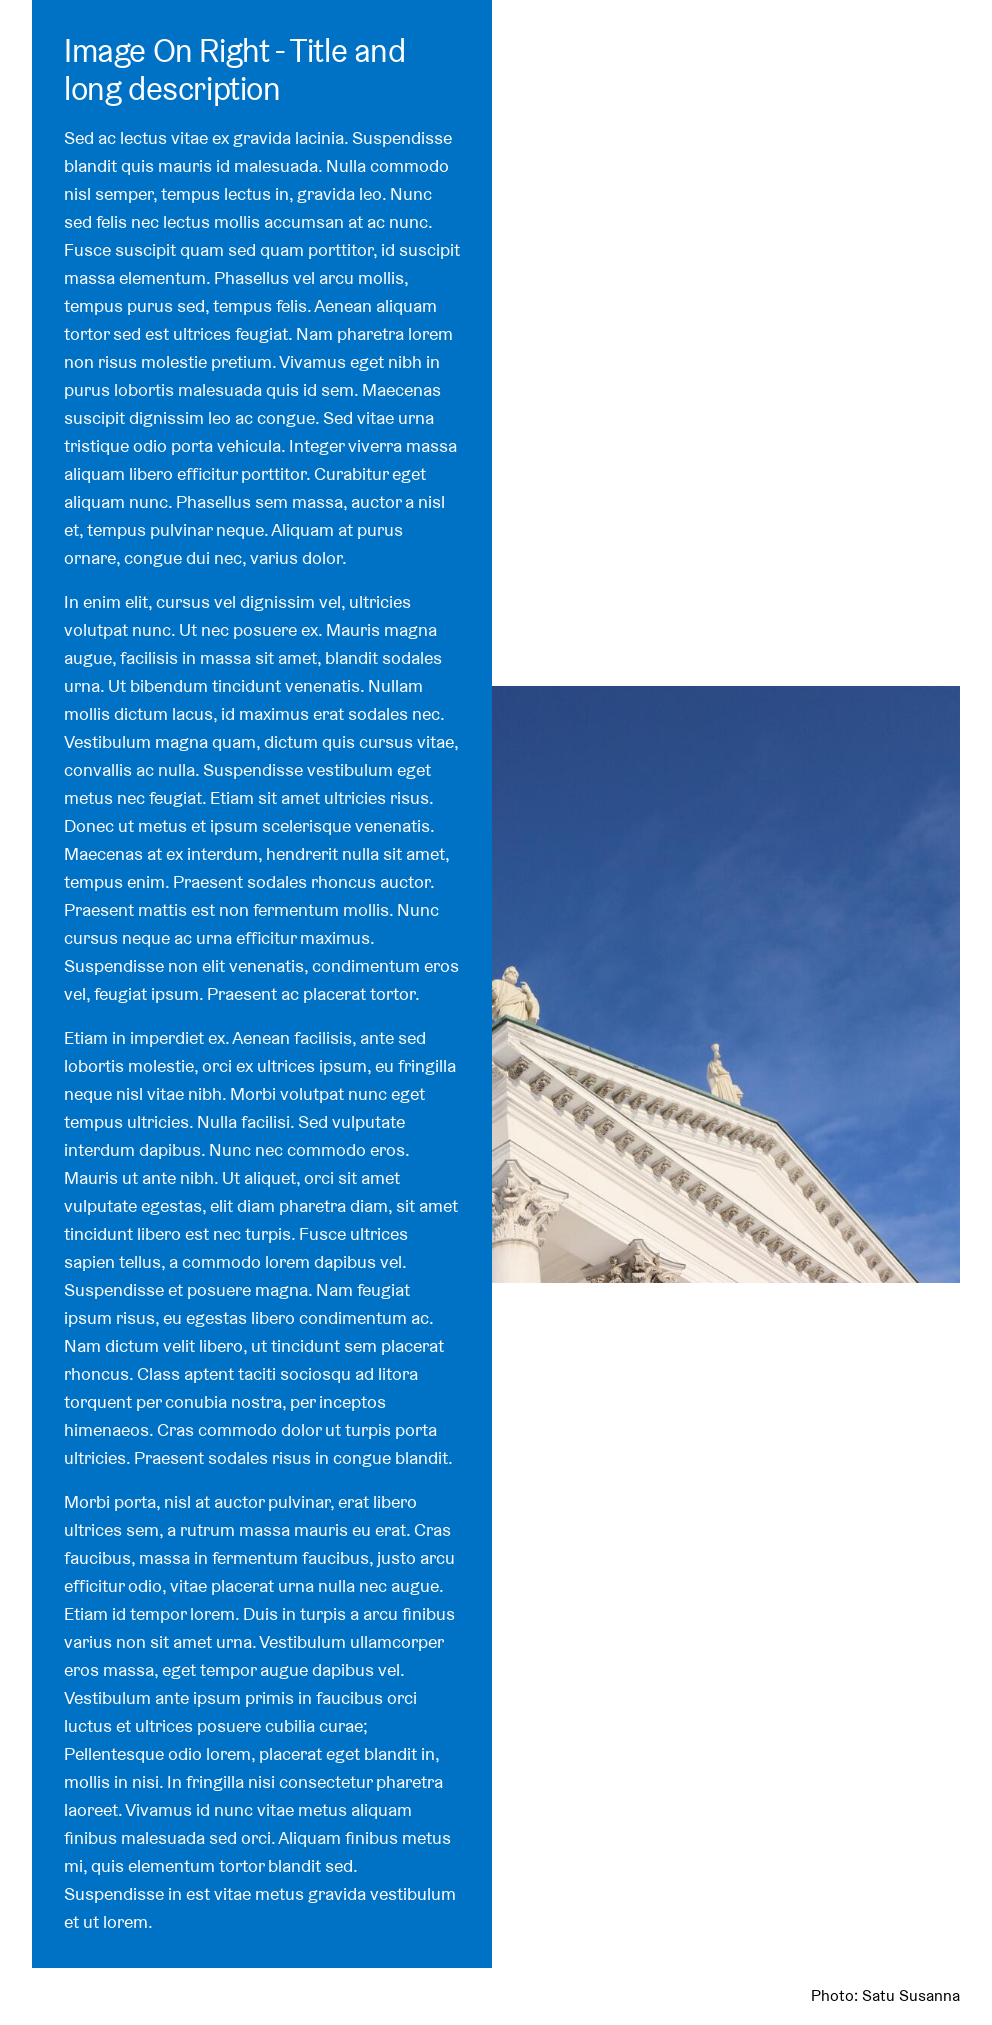 Image On Right - Title and
long description
Sed ac lectus vitae ex gravida lacinia. Suspendisse
blandit quis mauris id malesuada. Nulla commodo
nisl semper, tempus lectus in, gravida leo. Nunc
sed felis nec lectus mollis accumsan at ac nunc.
Fusce suscipit quam sed quam porttitor, id suscipit
massa elementum. Phasellus vel arcu mollis,
tempus purus sed, tempus felis. Aenean aliquam
tortor sed est ultrices feugiat. Nam pharetra lorem
non risus molestie pretium. Vivamus eget nibh in
purus lobortis malesuada quis id sem. Maecenas
suscipit dignissim leo ac congue. Sed vitae urna
tristique odio porta vehicula. Integer viverra massa
aliquam libero efficitur porttitor. Curabitur eget
aliquam nunc. Phasellus sem massa, auctor a nisl
et, tempus pulvinar neque. Aliquam at purus
ornare, congue dui nec, varius dolor.
In enim elit, cursus vel dignissim vel, ultricies
volutpat nunc. Ut nec posuere ex. Mauris magna
augue, facilisis in massa sit amet, blandit sodales
urna. Ut bibendum tincidunt venenatis. Nullam
mollis dictum lacus, id maximus erat sodales nec.
Vestibulum magna quam, dictum quis cursus vitae,
convallis ac nulla. Suspendisse vestibulum eget
metus nec feugiat. Etiam sit amet ultricies risus.
Donec ut metus et ipsum scelerisque venenatis.
Maecenas at ex interdum, hendrerit nulla sit amet,
tempus enim. Praesent sodales rhoncus auctor.
Praesent mattis est non fermentum mollis. Nunc
cursus neque ac urna efficitur maximus.
Suspendisse non elit venenatis, condimentum eros
vel, feugiat ipsum. Praesent ac placerat tortor.
Etiam in imperdiet ex. Aenean facilisis, ante sed
lobortis molestie, orci ex ultrices ipsum, eu fringilla
neque nisl vitae nibh. Morbi volutpat nunc eget
tempus ultricies. Nulla facilisi. Sed vulputate
interdum dapibus. Nunc nec commodo eros.
Mauris ut ante nibh. Ut aliquet, orci sit amet
vulputate egestas, elit diam pharetra diam, sit amet
tincidunt libero est nec turpis. Fusce ultrices
sapien tellus, a commodo lorem dapibus vel.
Suspendisse et posuere magna. Nam feugiat
ipsum risus, eu egestas libero condimentum ac.
Nam dictum velit libero, ut tincidunt sem placerat
rhoncus. Class aptent taciti sociosqu ad litora
torquent per conubia nostra, per inceptos
himenaeos. Cras commodo dolor ut turpis porta
ultricies. Praesent sodales risus in congue blandit.
Morbi porta, nisl at auctor pulvinar, erat libero
ultrices sem, a rutrum massa mauris eu erat. Cras
faucibus, massa in fermentum faucibus, justo arcu
efficitur odio, vitae placerat urna nulla nec augue.
Etiam id tempor lorem. Duis in turpis a arcu finibus
varius non sit amet urna. Vestibulum ullamcorper
eros massa, eget tempor augue dapibus vel.
Vestibulum ante ipsum primis in faucibus orci
luctus et ultrices posuere cubilia curae;
Pellentesque odio lorem, placerat eget blandit in,
mollis in nisi. In fringilla nisi consectetur pharetra
laoreet. Vivamus id nunc vitae metus aliquam
finibus malesuada sed orci. Aliquam finibus metus
mi, quis elementum tortor blandit sed.
Suspendisse in est vitae metus gravida vestibulum
et ut lorem.
Photo: Satu Susanna